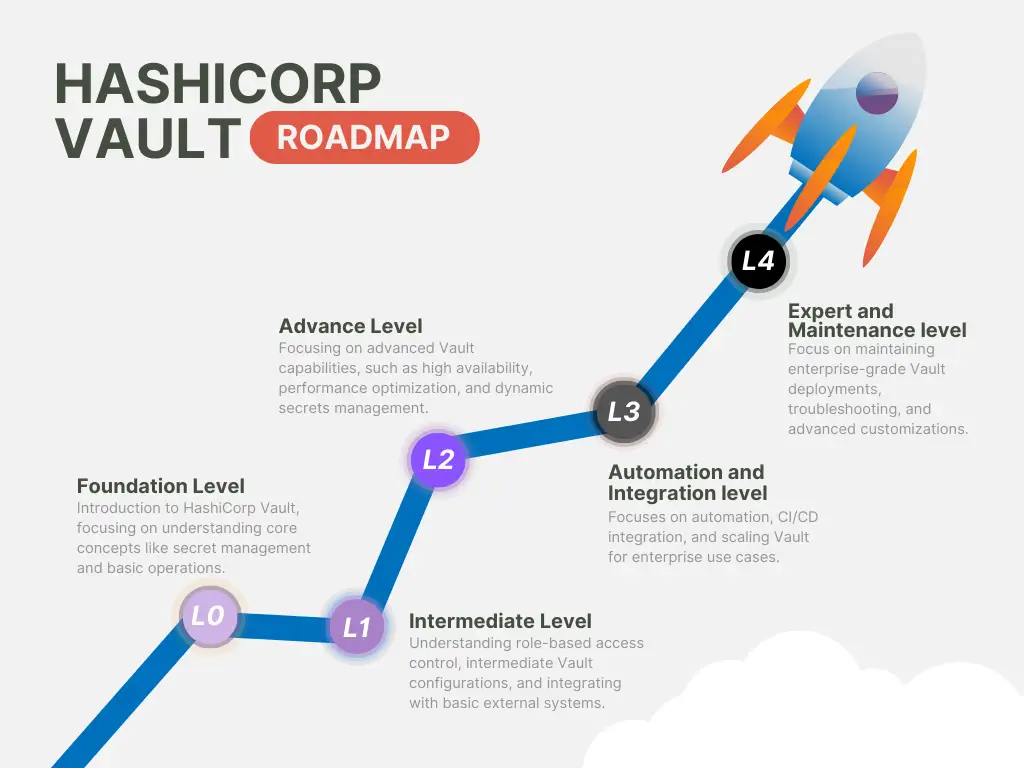 HASHICORP
VAULT ROADMAP
L4
Expert and
Maintenance level
Focus on maintaining
enterprise-grade Vault
deployments,
troubleshooting, and
advanced customizations.
Advance Level
Focusing on advanced Vault
capabilities, such as high availability,
performance optimization, and dynamic
secrets management.
L3
Automation and
Integration level
Focuses on automation, CI/CD
integration, and scaling Vault
for enterprise use cases.
L2
Foundation Level
Introduction to HashiCorp Vault,
focusing on understanding core
concepts like secret management
and basic operations.
L0
L1
Intermediate Level
Understanding role-based access
control, intermediate Vault
configurations, and integrating
with basic external systems.